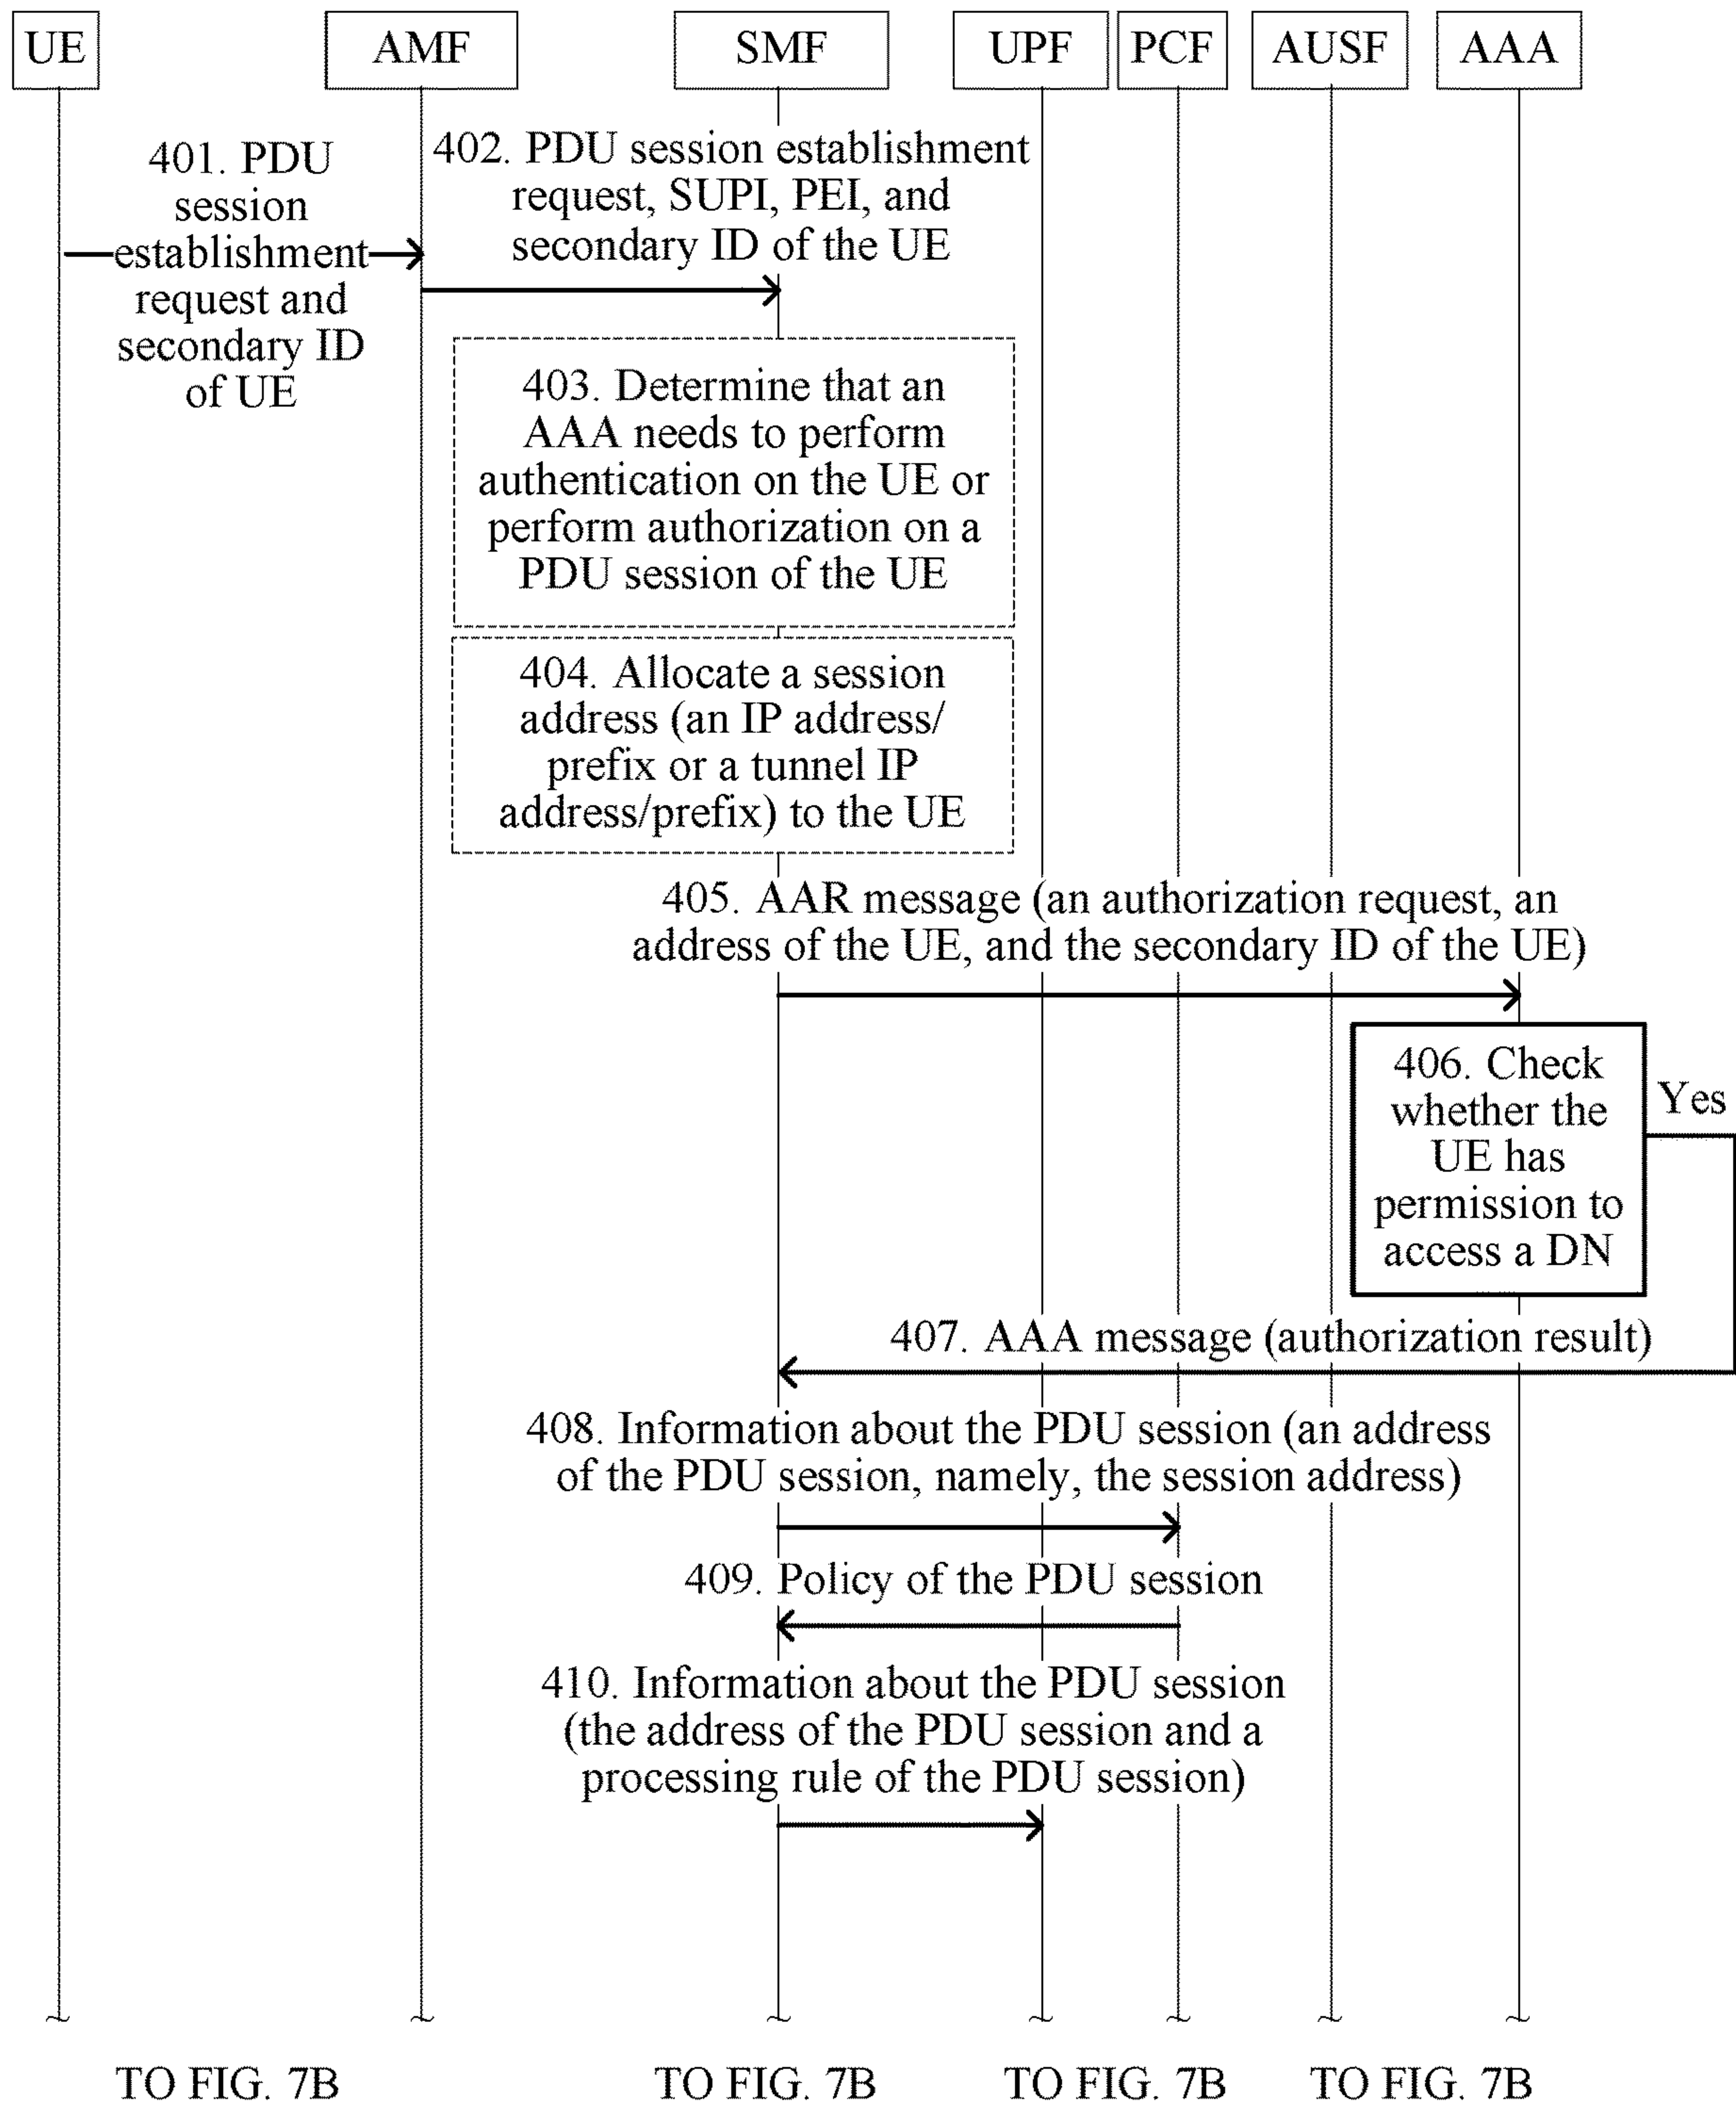 UE
AMF
SMF
UPF
PCF
AUSF
AAA
401. PDU
session
establishment
request and
secondary ID
of UE
402. PDU session establishment
request, SUPI, PEI, and
secondary ID of the UE
403. Determine that an
AAA needs to perform
authentication on the UE or
perform authorization on a
PDU session of the UE
404. Allocate a session
address (an IP address/
prefix or a tunnel IP
address/prefix) to the UE
405. AAR message (an authorization request, an
address of the UE, and the secondary ID of the UE)
406. Check
whether the
UE has
permission to
access a DN
Yes
407. AAA message (authorization result)
408. Information about the PDU session (an address
of the PDU session, namely, the session address)
409. Policy of the PDU session
410. Information about the PDU session
(the address of the PDU session and a
processing rule of the PDU session)
~ ~ ~ ~ ~ ~ ~
TO FIG. 7B
TO FIG. 7B
TO FIG. 7B
TO FIG. 7B